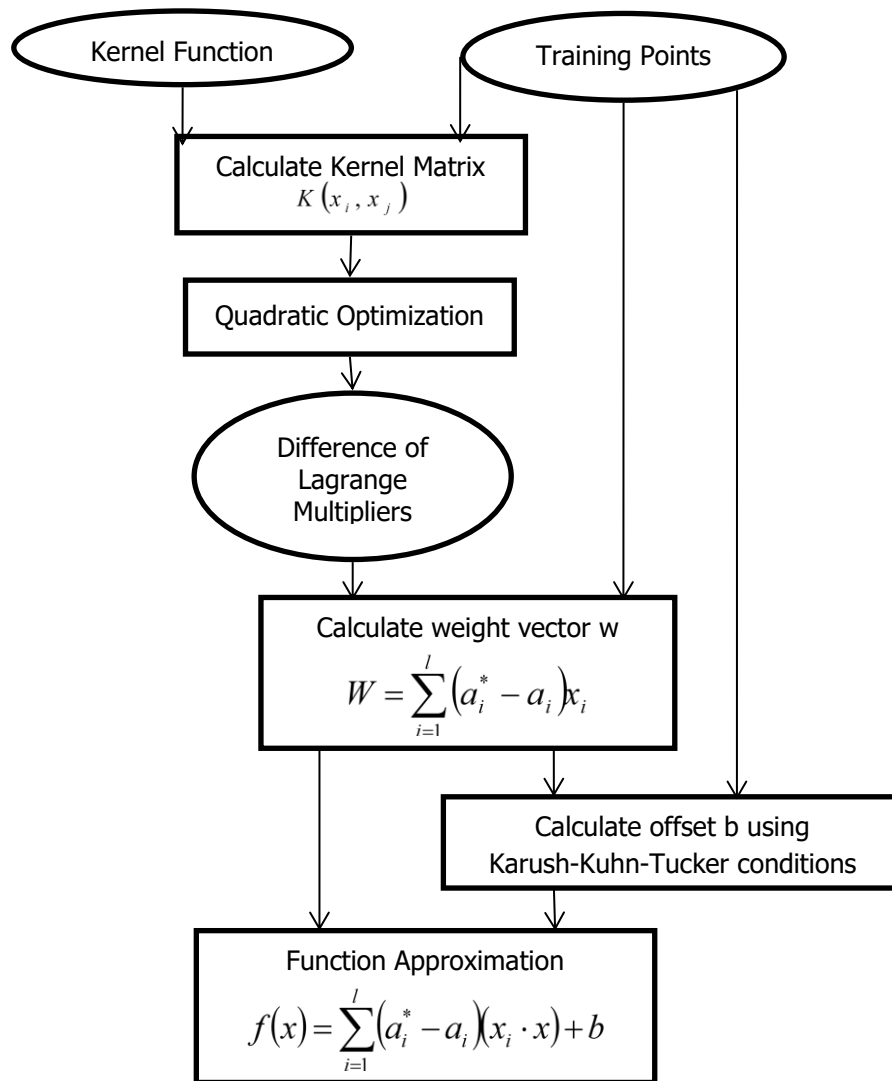 Kernel Function
Training Points
Calculate Kernel Matrix
K(x_i, x_j)
Quadratic Optimization
Difference of
Lagrange
Multipliers
Calculate weight vector w
W = \sum_{i=1}^{l} (a_i^* - a_i) x_i
Calculate offset b using
Karush-Kuhn-Tucker conditions
Function Approximation
f(x) = \sum_{i=1}^{l} (a_i^* - a_i)(x_i · x) + b